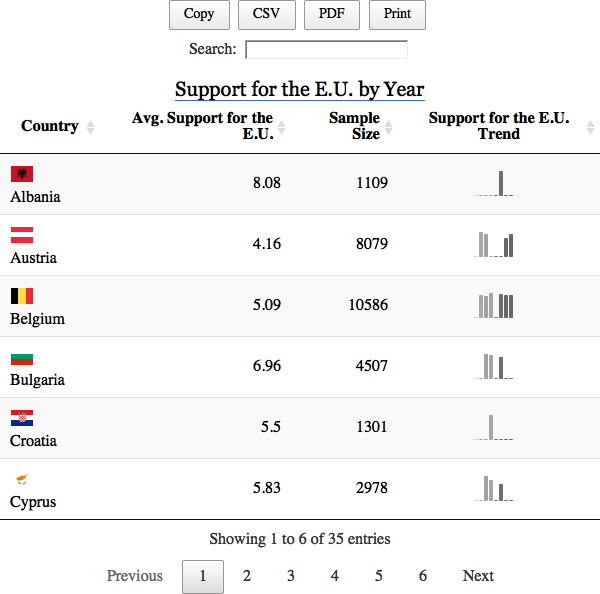 Copy CSV PDF Print
Search:
Support for the E.U. by Year
Country Avg. Support for the E.U. Sample Size Support for the E.U. Trend
Albania 8.08 1109
Austria 4.16 8079
Belgium 5.09 10586
Bulgaria 6.96 4507
Croatia 5.5 1301
Cyprus 5.83 2978
Showing 1 to 6 of 35 entries
Previous 1 2 3 4 5 6 Next